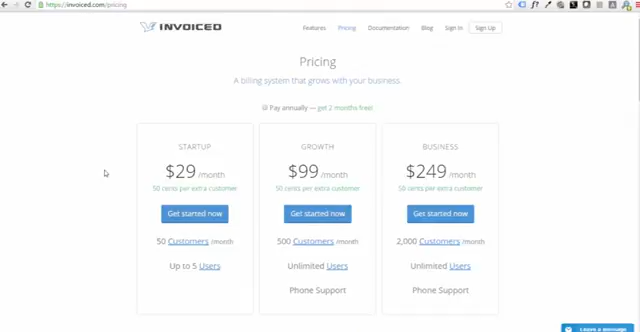 https://invoiced.com/pricing
INVOICED
Features Pricing Documentation Blog Sign In Sign Up
Pricing
A billing system that grows with your business.
Pay annually — get 2 months free!
STARTUP
$29 /month
50 cents per extra customer
Get started now
50 Customers /month
Up to 5 Users
GROWTH
$99 /month
50 cents per extra customer
Get started now
500 Customers /month
Unlimited Users
Phone Support
BUSINESS
$249 /month
50 cents per extra customer
Get started now
2,000 Customers /month
Unlimited Users
Phone Support
Leave a message